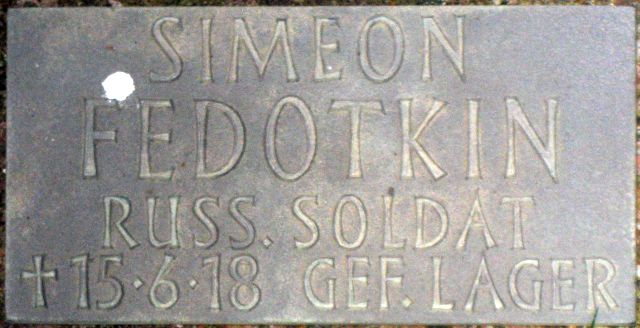 SIMEON
FEDOTKIN
RUSS. SOLDAT
† 15·6·18 GEF. LAGER